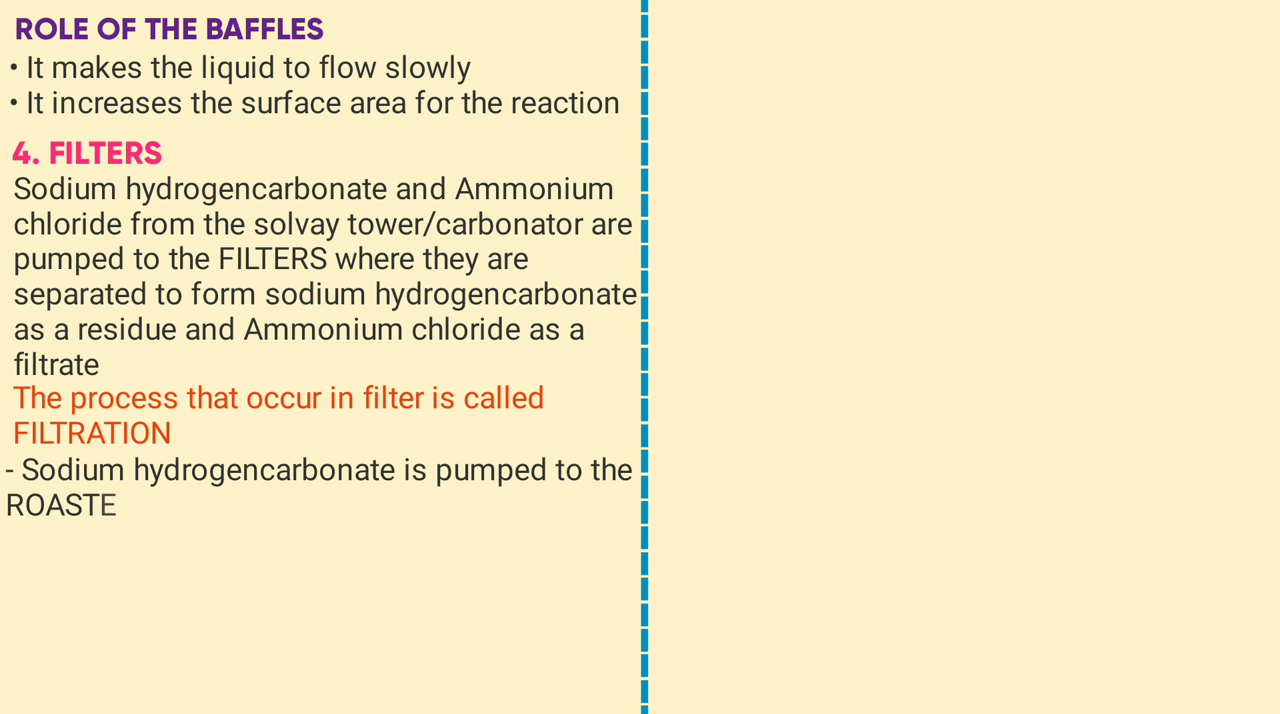 ROLE OF THE BAFFLES
• It makes the liquid to flow slowly
• It increases the surface area for the reaction
4. FILTERS
Sodium hydrogencarbonate and Ammonium
chloride from the solvay tower/carbonator are
pumped to the FILTERS where they are
separated to form sodium hydrogencarbonate
as a residue and Ammonium chloride as a
filtrate
The process that occur in filter is called
FILTRATION
- Sodium hydrogencarbonate is pumped to the
ROASTE